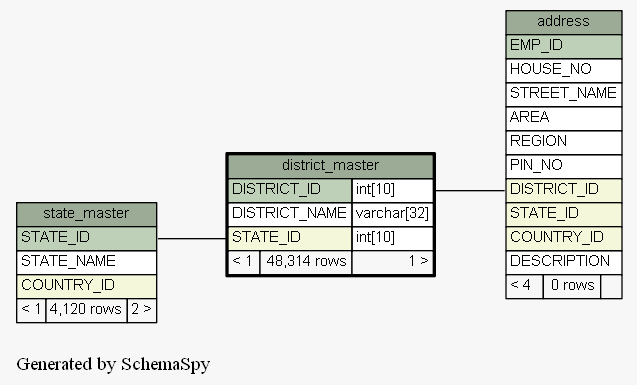 address
EMP_ID
HOUSE_NO
STREET_NAME
AREA
REGION
PIN_NO
DISTRICT_ID
STATE_ID
COUNTRY_ID
DESCRIPTION
< 4 0 rows
district_master
DISTRICT_ID int[10]
DISTRICT_NAME varchar[32]
STATE_ID int[10]
< 1 48,314 rows 1 >
state_master
STATE_ID
STATE_NAME
COUNTRY_ID
< 1 4,120 rows 2 >
Generated by SchemaSpy